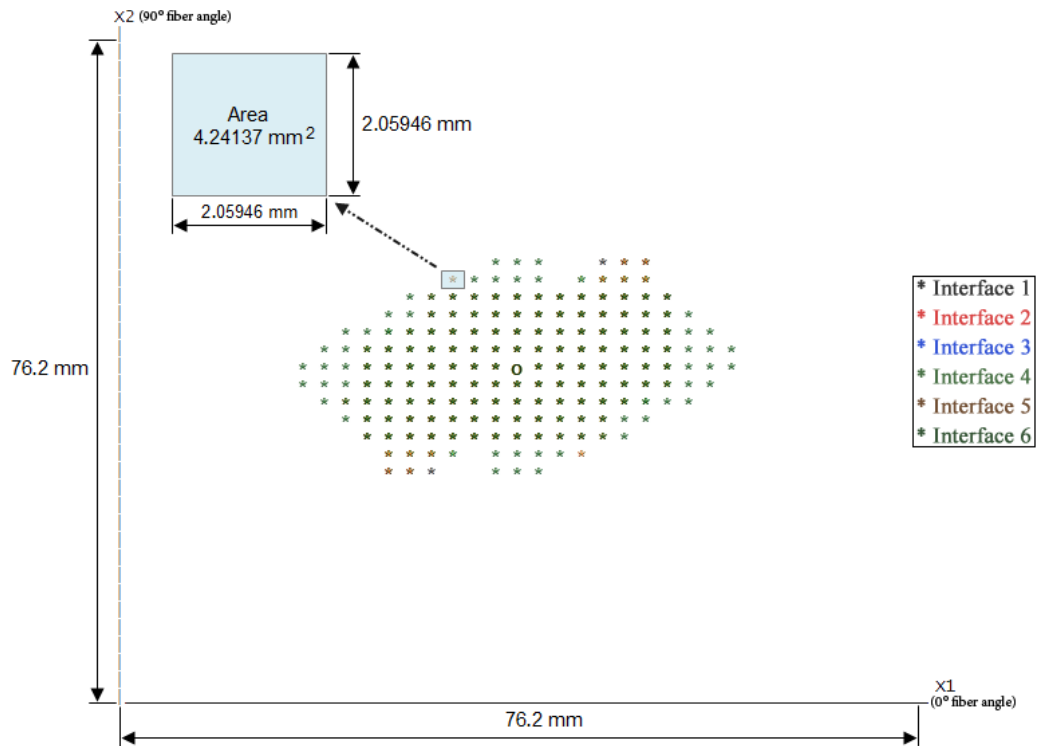 X2 (90° fiber angle)
Area
4.24137 mm²
2.05946 mm
2.05946 mm
76.2 mm
o
* Interface 1
* Interface 2
* Interface 3
* Interface 4
* Interface 5
* Interface 6
X1
(0° fiber angle)
76.2 mm